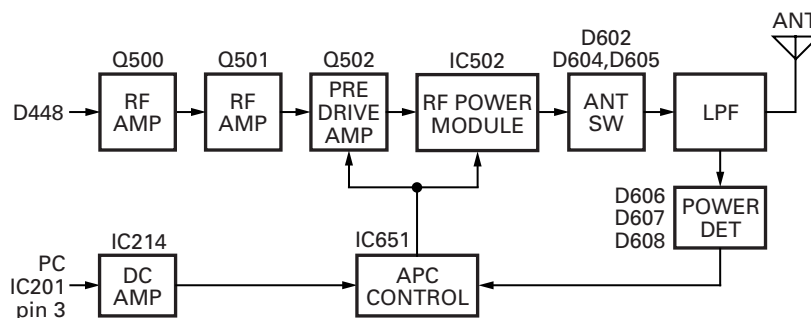 ANT
Q500
Q501
Q502
IC502
D602
D604,D605
D448
RF
AMP
RF
AMP
PRE
DRIVE
AMP
RF POWER
MODULE
ANT
SW
LPF
D606
D607
D608
POWER
DET
IC214
IC651
PC
IC201
pin 3
DC
AMP
APC
CONTROL